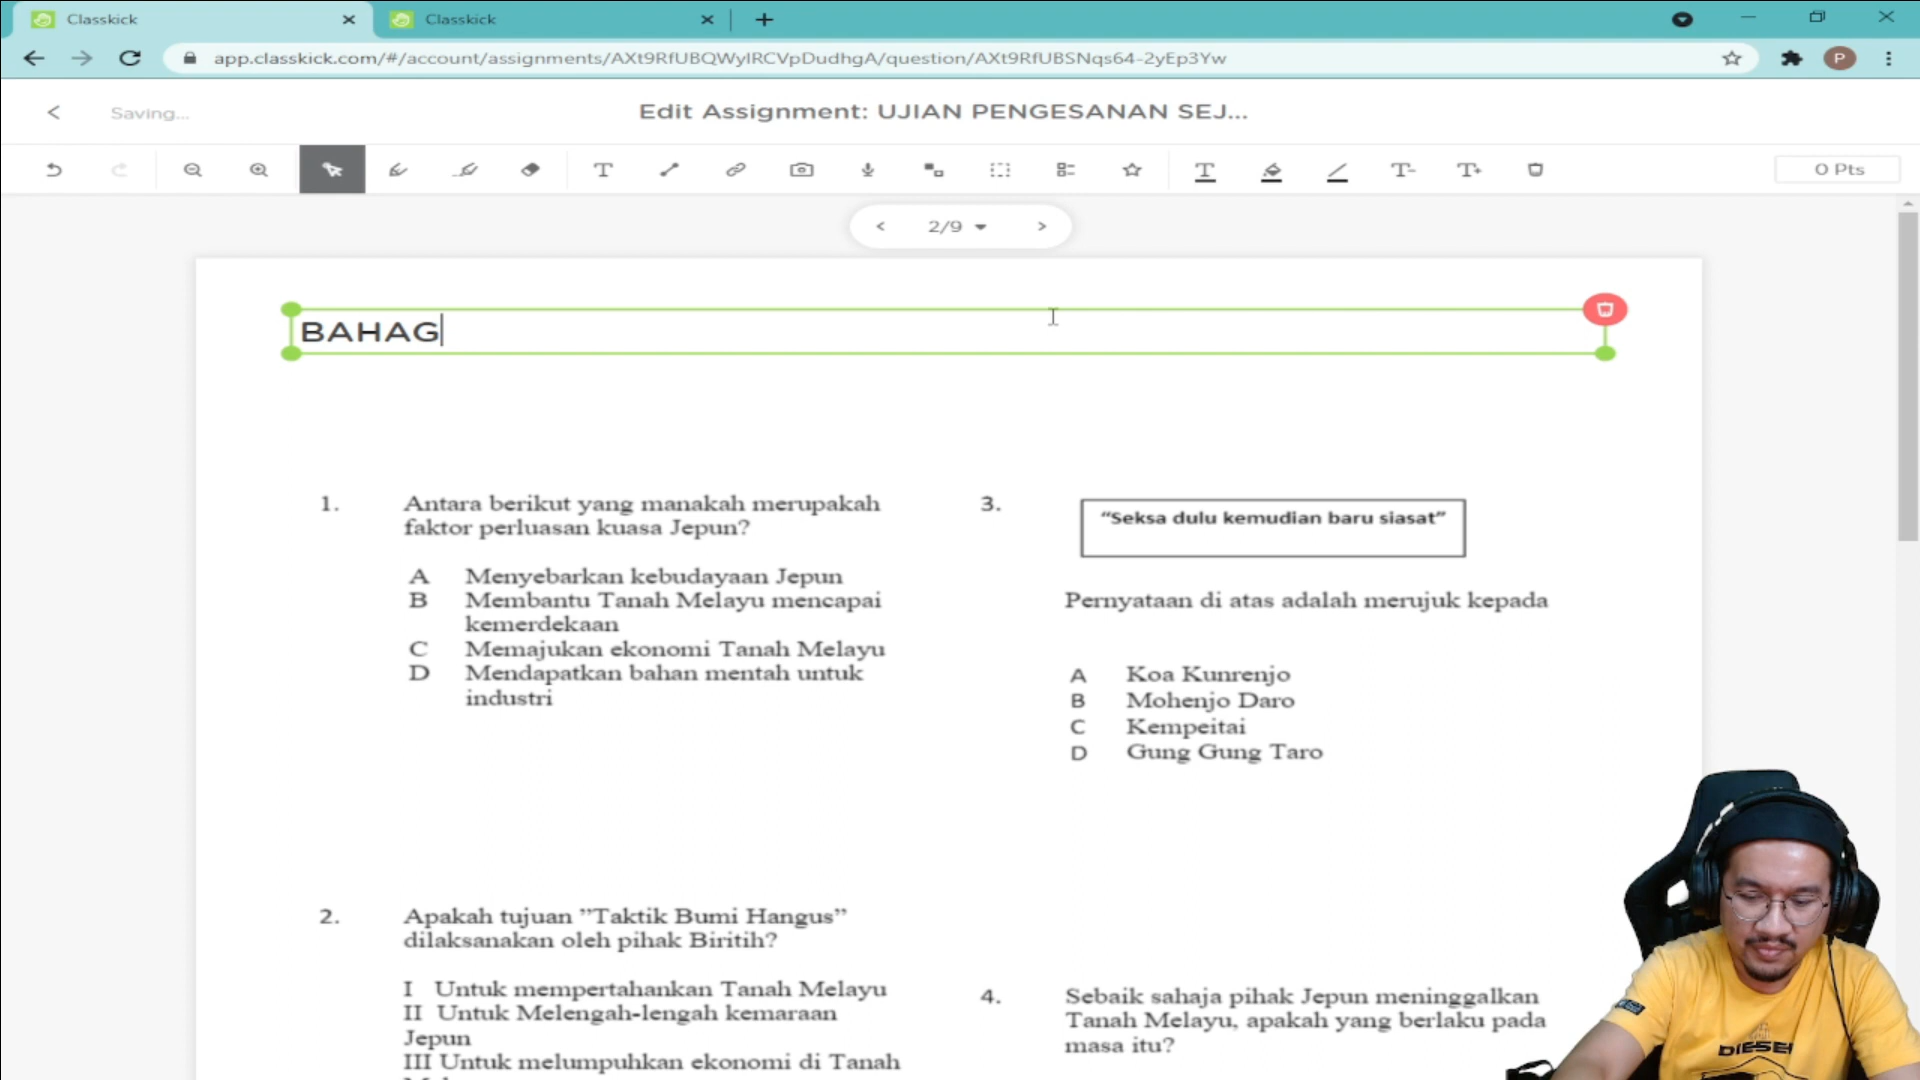 Classkick
Classkick
app.classkick.com/#/account/assignments/AXt9RfUBQWyIRCVpDudhgA/question/AXt9RfUBSNqs64-2yEp3Yw
P
Saving...
Edit Assignment: UJIAN PENGESANAN SEJ...
0 Pts
2/9
BAHAG
1. Antara berikut yang manakah merupakah
faktor perluasan kuasa Jepun?
A Menyebarkan kebudayaan Jepun
B Membantu Tanah Melayu mencapai
kemerdekaan
C Memajukan ekonomi Tanah Melayu
D Mendapatkan bahan mentah untuk
industri
2. Apakah tujuan ”Taktik Bumi Hangus”
dilaksanakan oleh pihak Biritih?
I Untuk mempertahankan Tanah Melayu
II Untuk Melengah-lengah kemaraan
Jepun
III Untuk melumpuhkan ekonomi di Tanah
3. “Seksa dulu kemudian baru siasat”
Pernyataan di atas adalah merujuk kepada
A Koa Kunrenjo
B Mohenjo Daro
C Kempeitai
D Gung Gung Taro
4. Sebaik sahaja pihak Jepun meninggalkan
Tanah Melayu, apakah yang berlaku pada
masa itu?
DIESEL